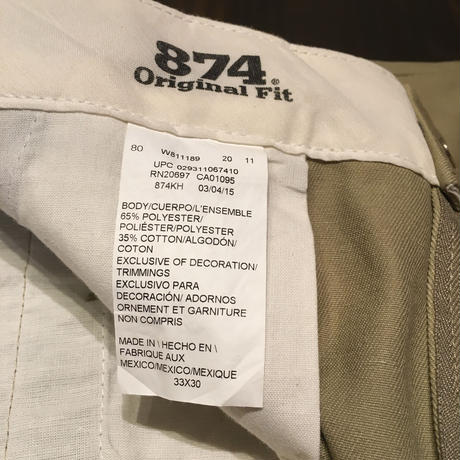 874®
Original Fit
80 W811189 20 11
UPC 029311067410
RN20697 CA01095
874KH 03/04/15
BODY/CUERPO/L'ENSEMBLE
65% POLYESTER/
POLIÉSTER/POLYESTER
35% COTTON/ALGODÓN/
COTON
EXCLUSIVE OF DECORATION/
TRIMMINGS
EXCLUSIVO PARA
DECORACIÓN/ ADORNOS
ORNEMENT ET GARNITURE
NON COMPRIS
MADE IN \ HECHO EN \
FABRIQUE AUX
MEXICO/MEXICO/MEXIQUE
33X30